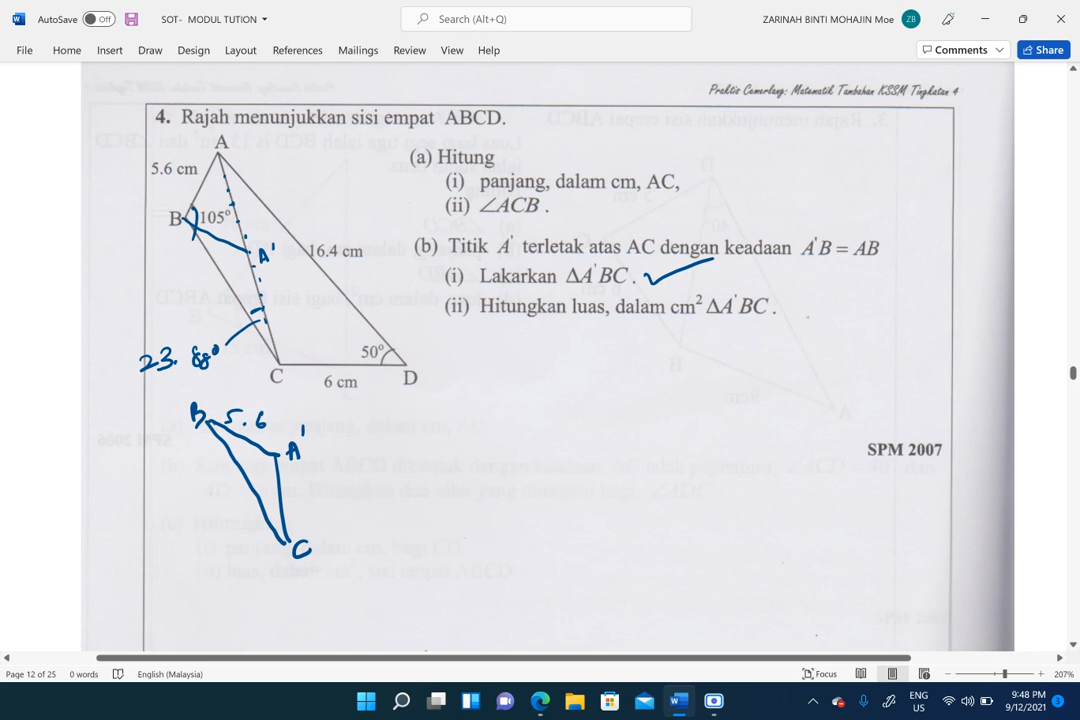 AutoSave Off SOT- MODUL TUTION Search (Alt+Q) ZARINAH BINTI MOHAJIN Moe ZB
File Home Insert Draw Design Layout References Mailings Review View Help Comments Share
Praktis Cemerlang: Matematik Tambahan KSSM Tingkatan 4
4. Rajah menunjukkan sisi empat ABCD.
A
5.6 cm
B 105°
A'
16.4 cm
23.88°
50°
C 6 cm D
(a) Hitung
(i) panjang, dalam cm, AC,
(ii) ∠ACB .
(b) Titik A' terletak atas AC dengan keadaan A'B = AB
(i) Lakarkan ΔA'BC.
(ii) Hitungkan luas, dalam cm² ΔA'BC .
B 5.6
A'
C
SPM 2007
Page 12 of 25 0 words English (Malaysia) Focus 207%
ENG US 9:48 PM 9/12/2021 3